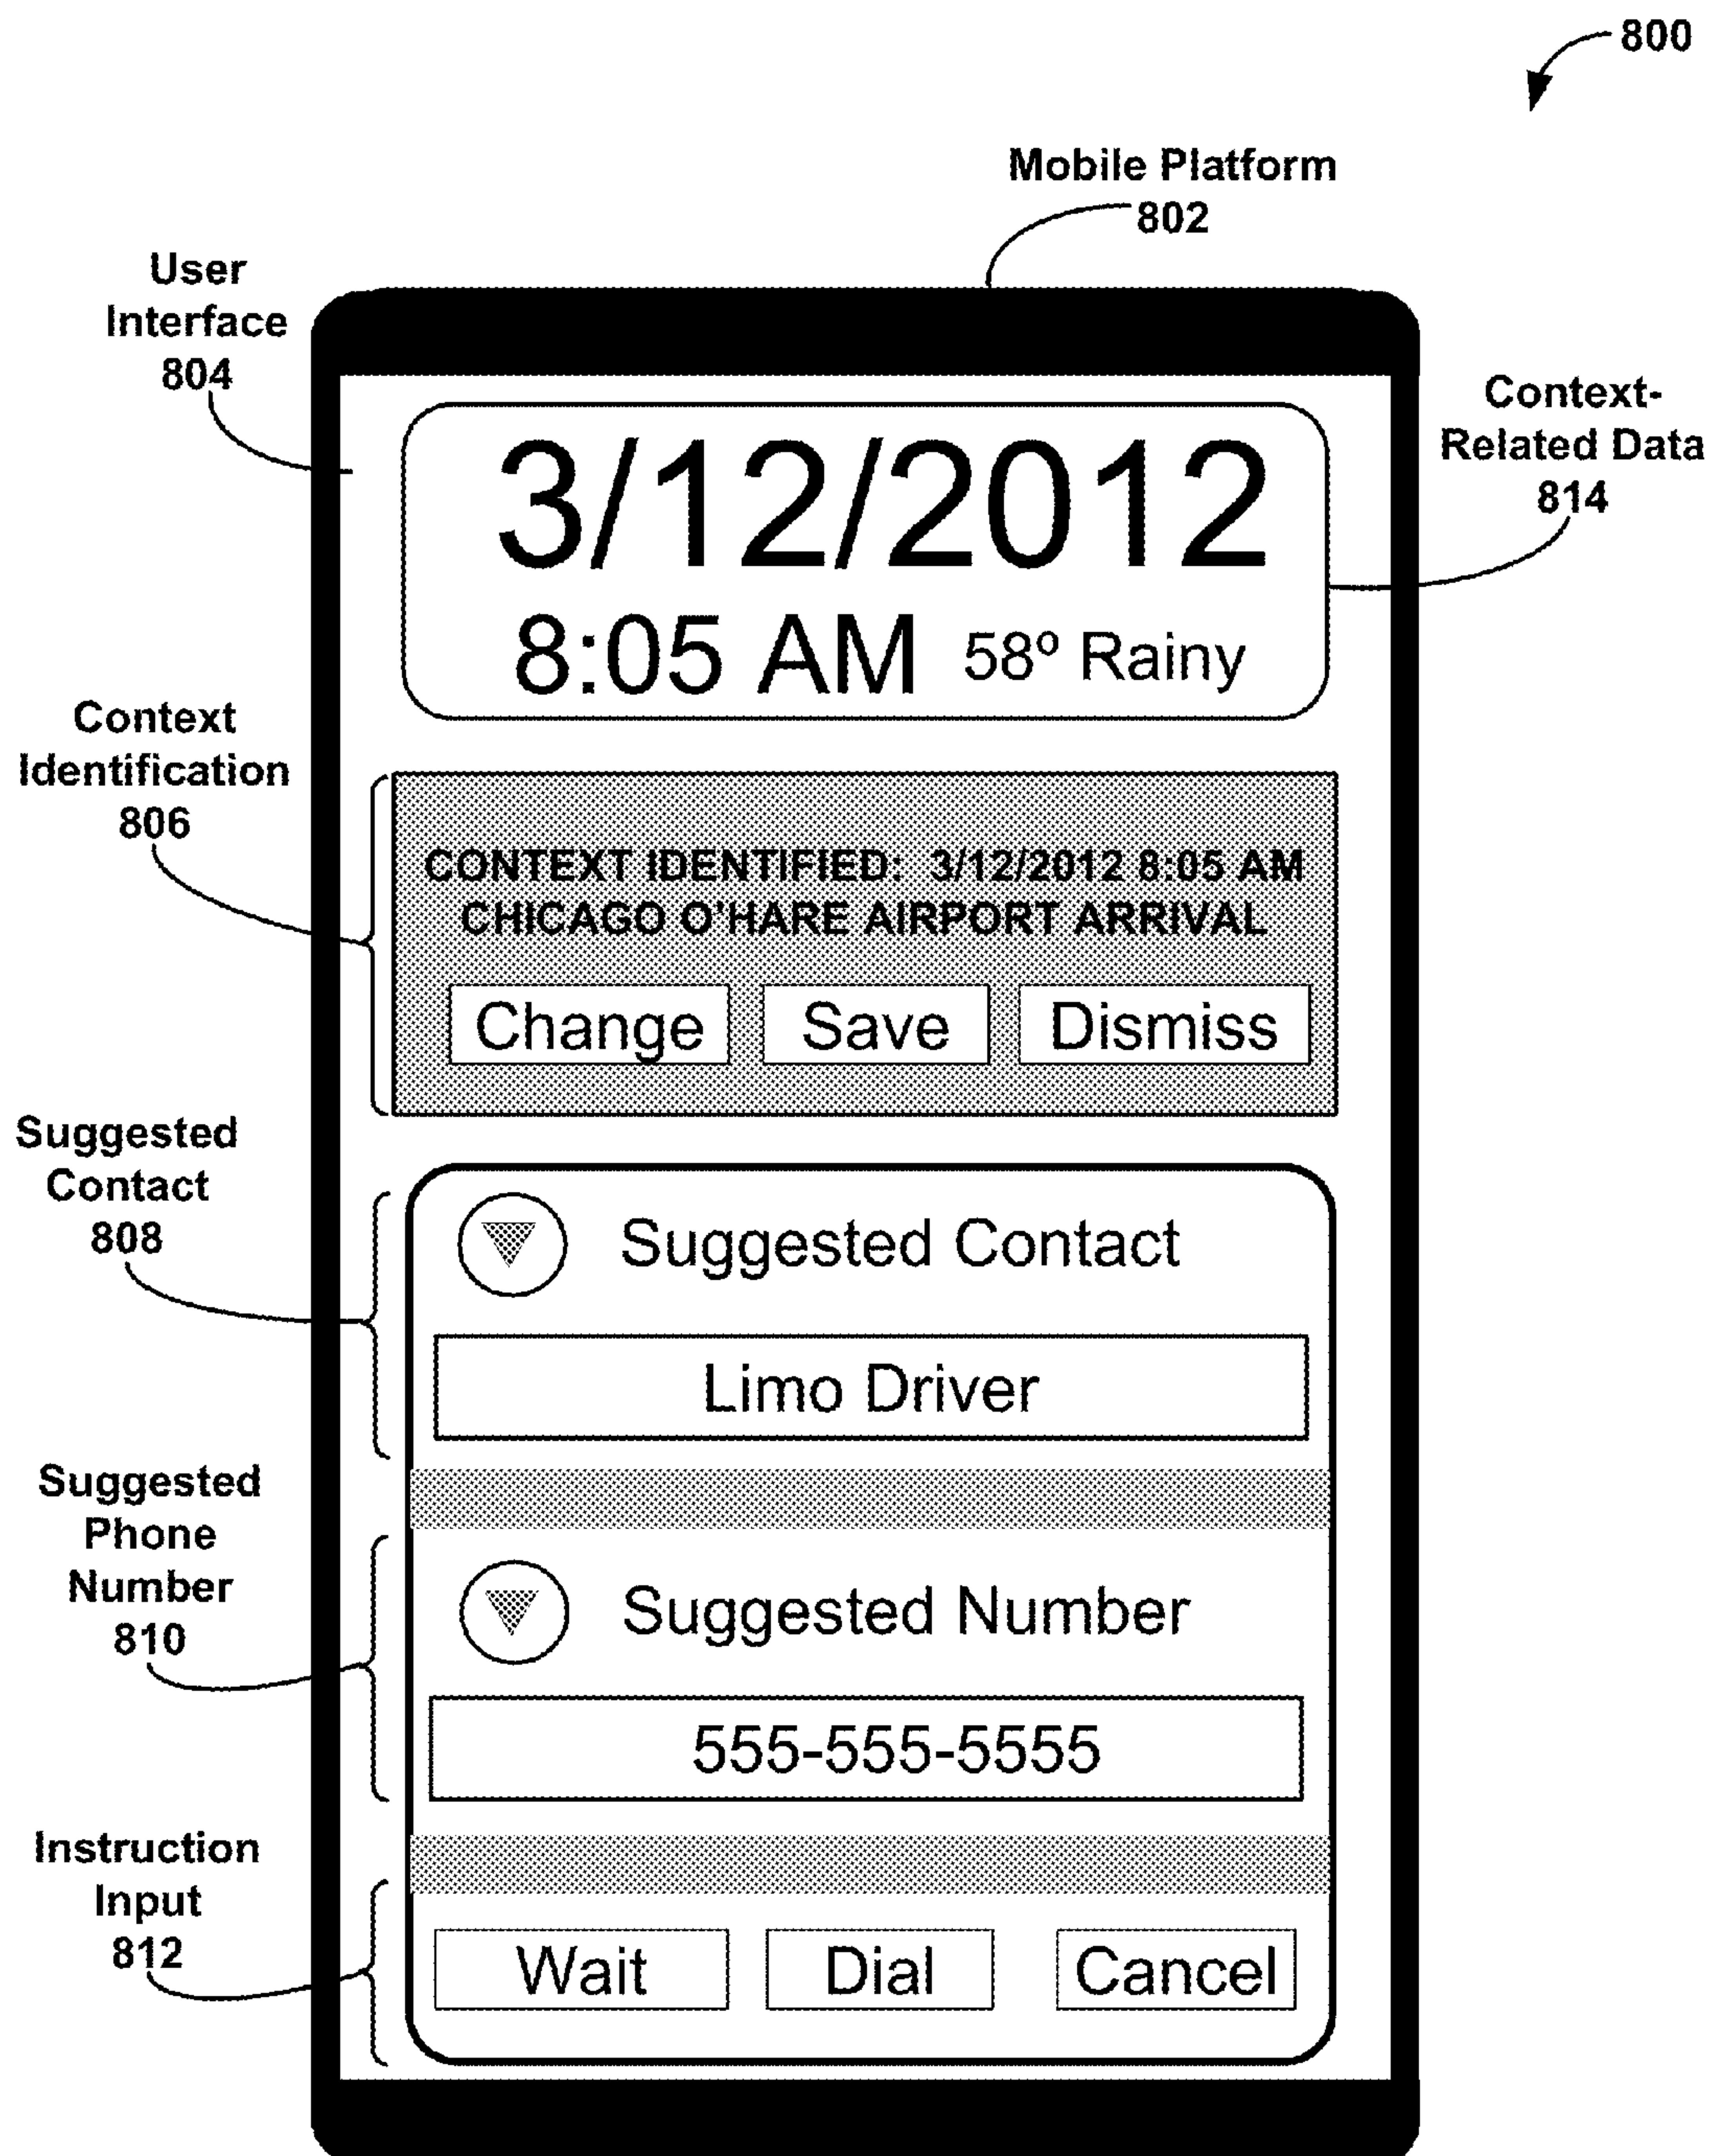 800
Mobile Platform
802
User
Interface
804
Context-
Related Data
814
3/12/2012
8:05 AM 58º Rainy
Context
Identification
806
CONTEXT IDENTIFIED: 3/12/2012 8:05 AM
CHICAGO O'HARE AIRPORT ARRIVAL
Change Save Dismiss
Suggested
Contact
808
Suggested Contact
Limo Driver
Suggested
Phone
Number
810
Suggested Number
555-555-5555
Instruction
Input
812
Wait Dial Cancel